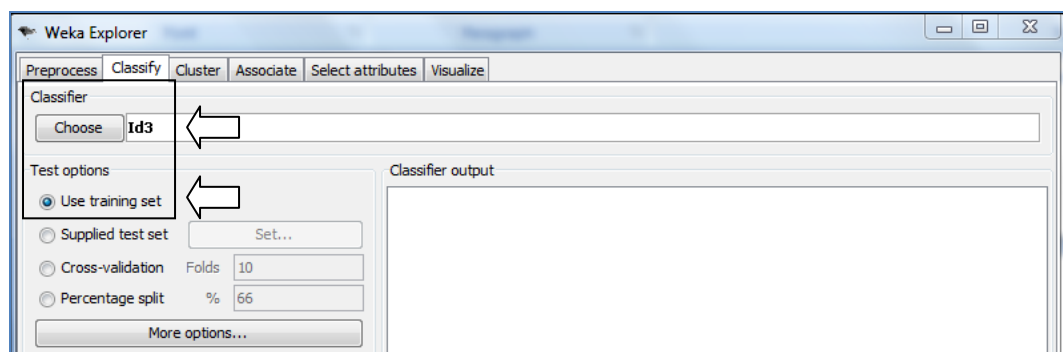 Weka Explorer
Preprocess Classify Cluster Associate Select attributes Visualize
Classifier
Choose Id3
Test options
Classifier output
Use training set
Supplied test set Set...
Cross-validation Folds 10
Percentage split % 66
More options...